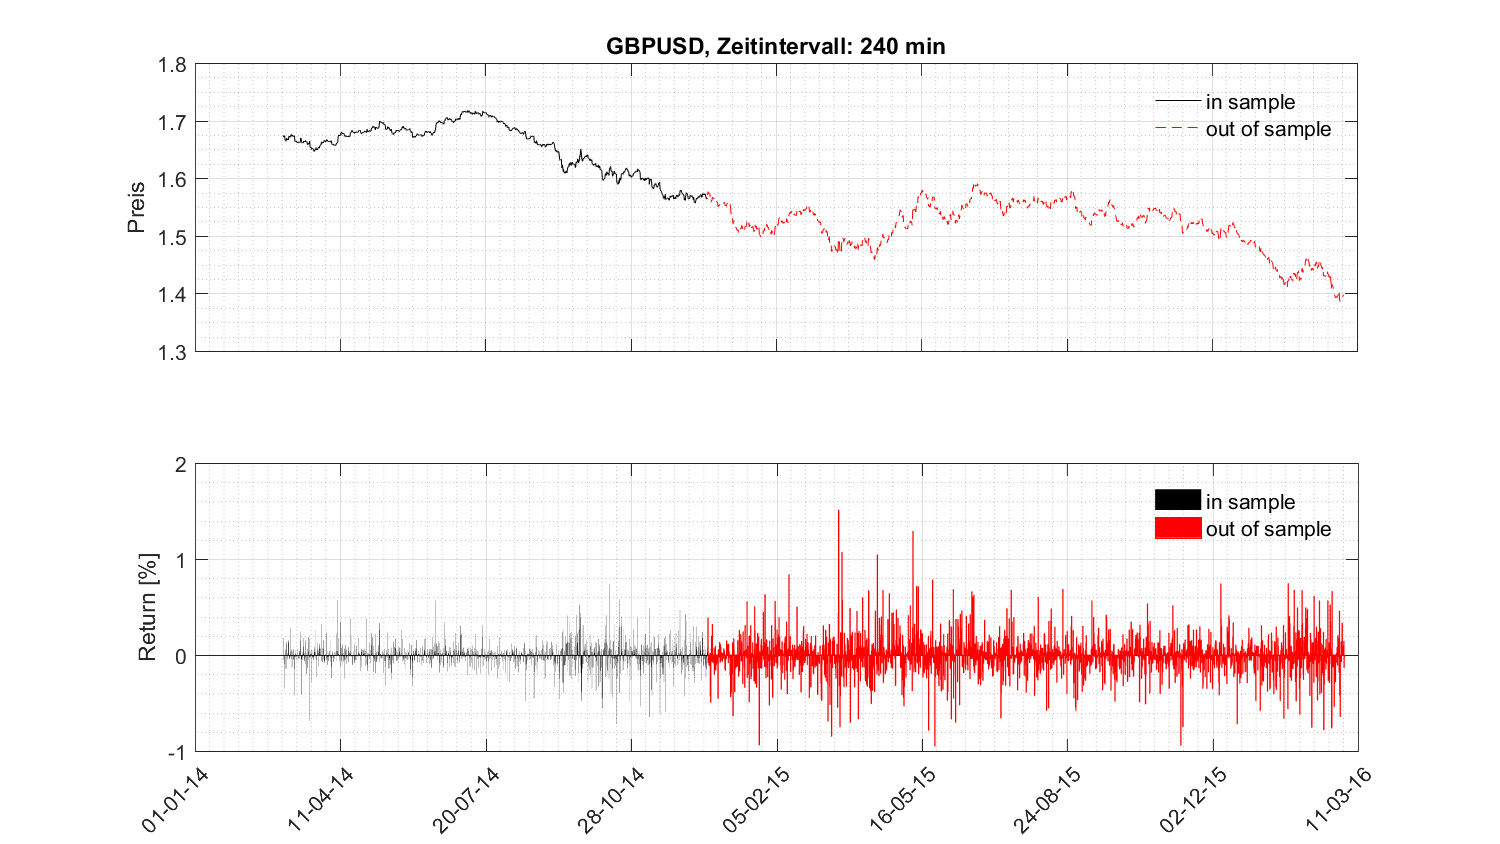 GBPUSD, Zeitintervall: 240 min
1.8
1.7
1.6
1.5
1.4
1.3
Preis
in sample
out of sample
2
1
0
-1
Return [%]
in sample
out of sample
01-01-14
11-04-14
20-07-14
28-10-14
05-02-15
16-05-15
24-08-15
02-12-15
11-03-16